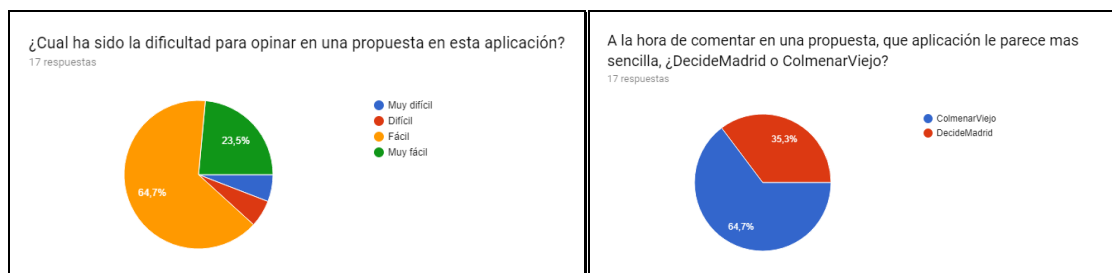 ¿Cual ha sido la dificultad para opinar en una propuesta en esta aplicación?
17 respuestas
Muy difícil
Difícil
Fácil
Muy fácil
23,5%
64,7%
A la hora de comentar en una propuesta, que aplicación le parece mas
sencilla, ¿DecideMadrid o ColmenarViejo?
17 respuestas
ColmenarViejo
DecideMadrid
35,3%
64,7%